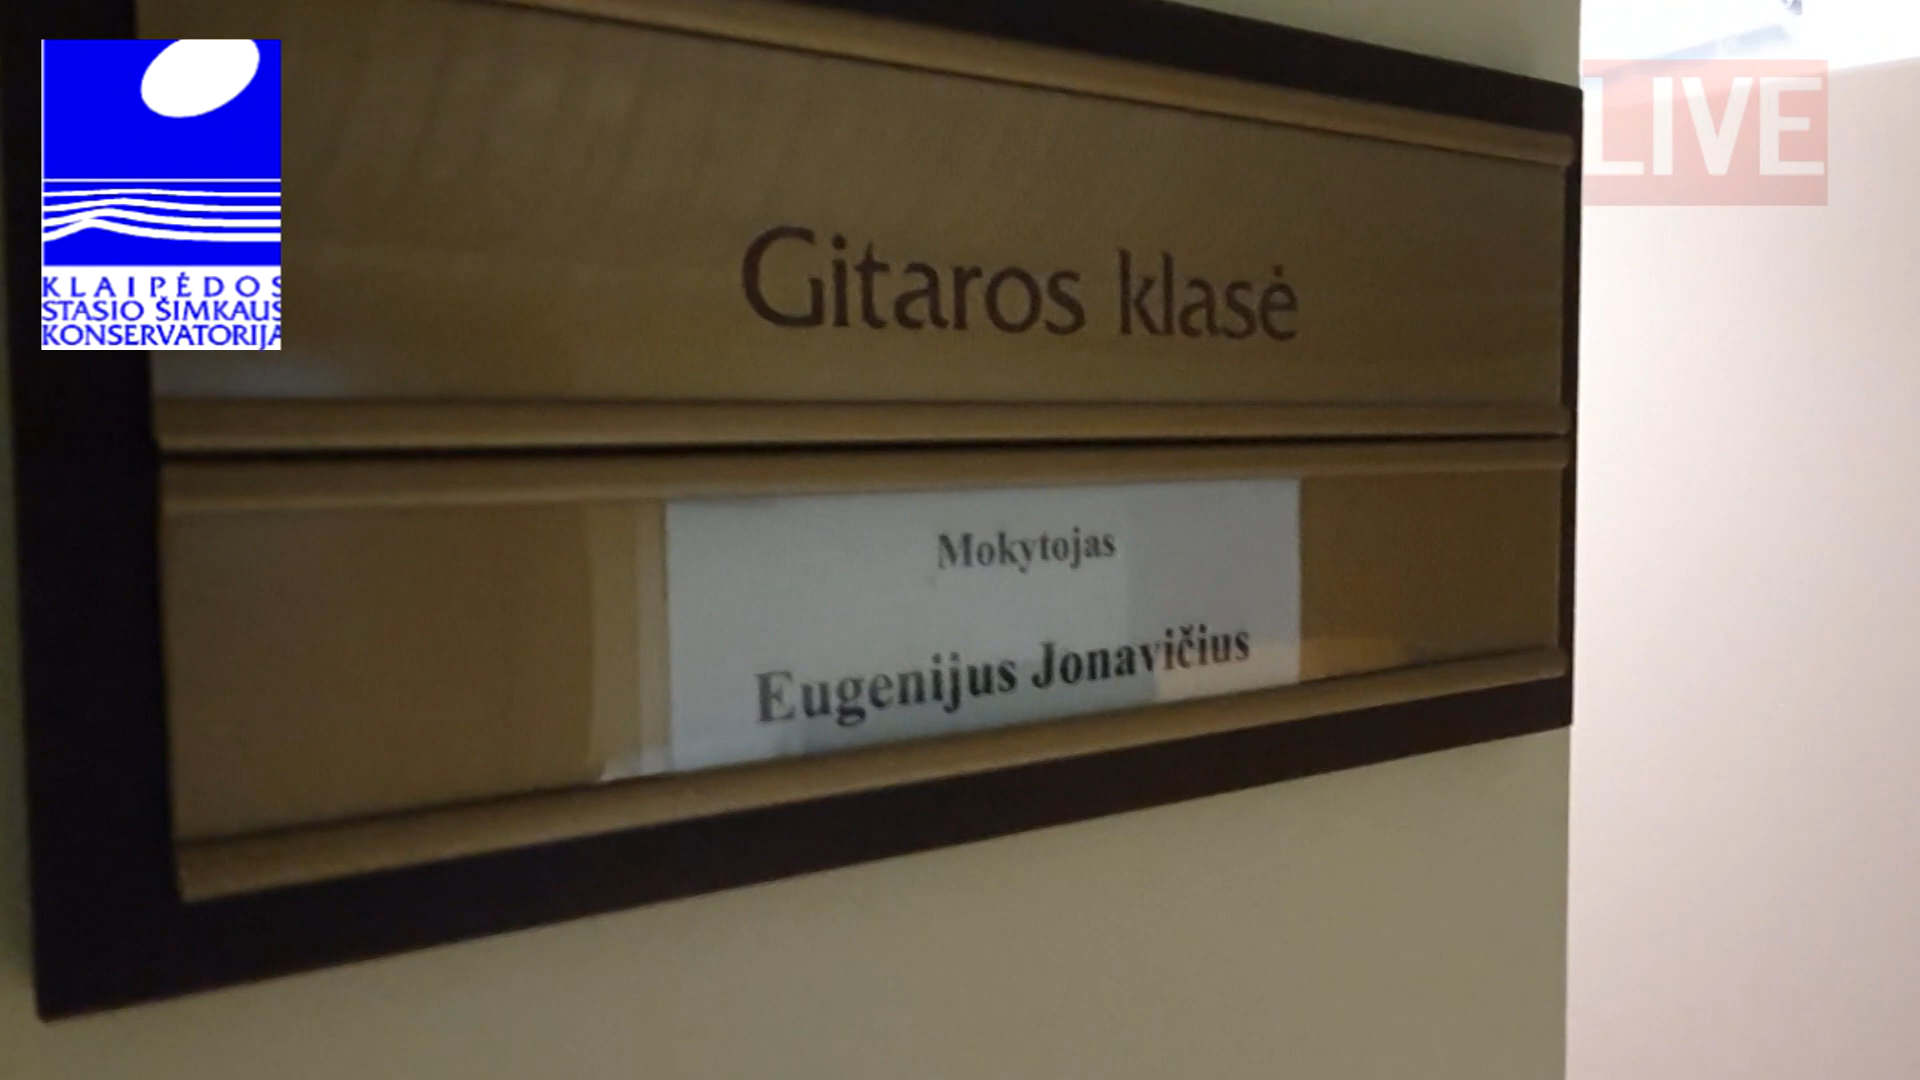 KLAIPĖDOS
STASIO ŠIMKAUS
KONSERVATORIJA
LIVE
Gitaros klasė
Mokytojas
Eugenijus Jonavičius